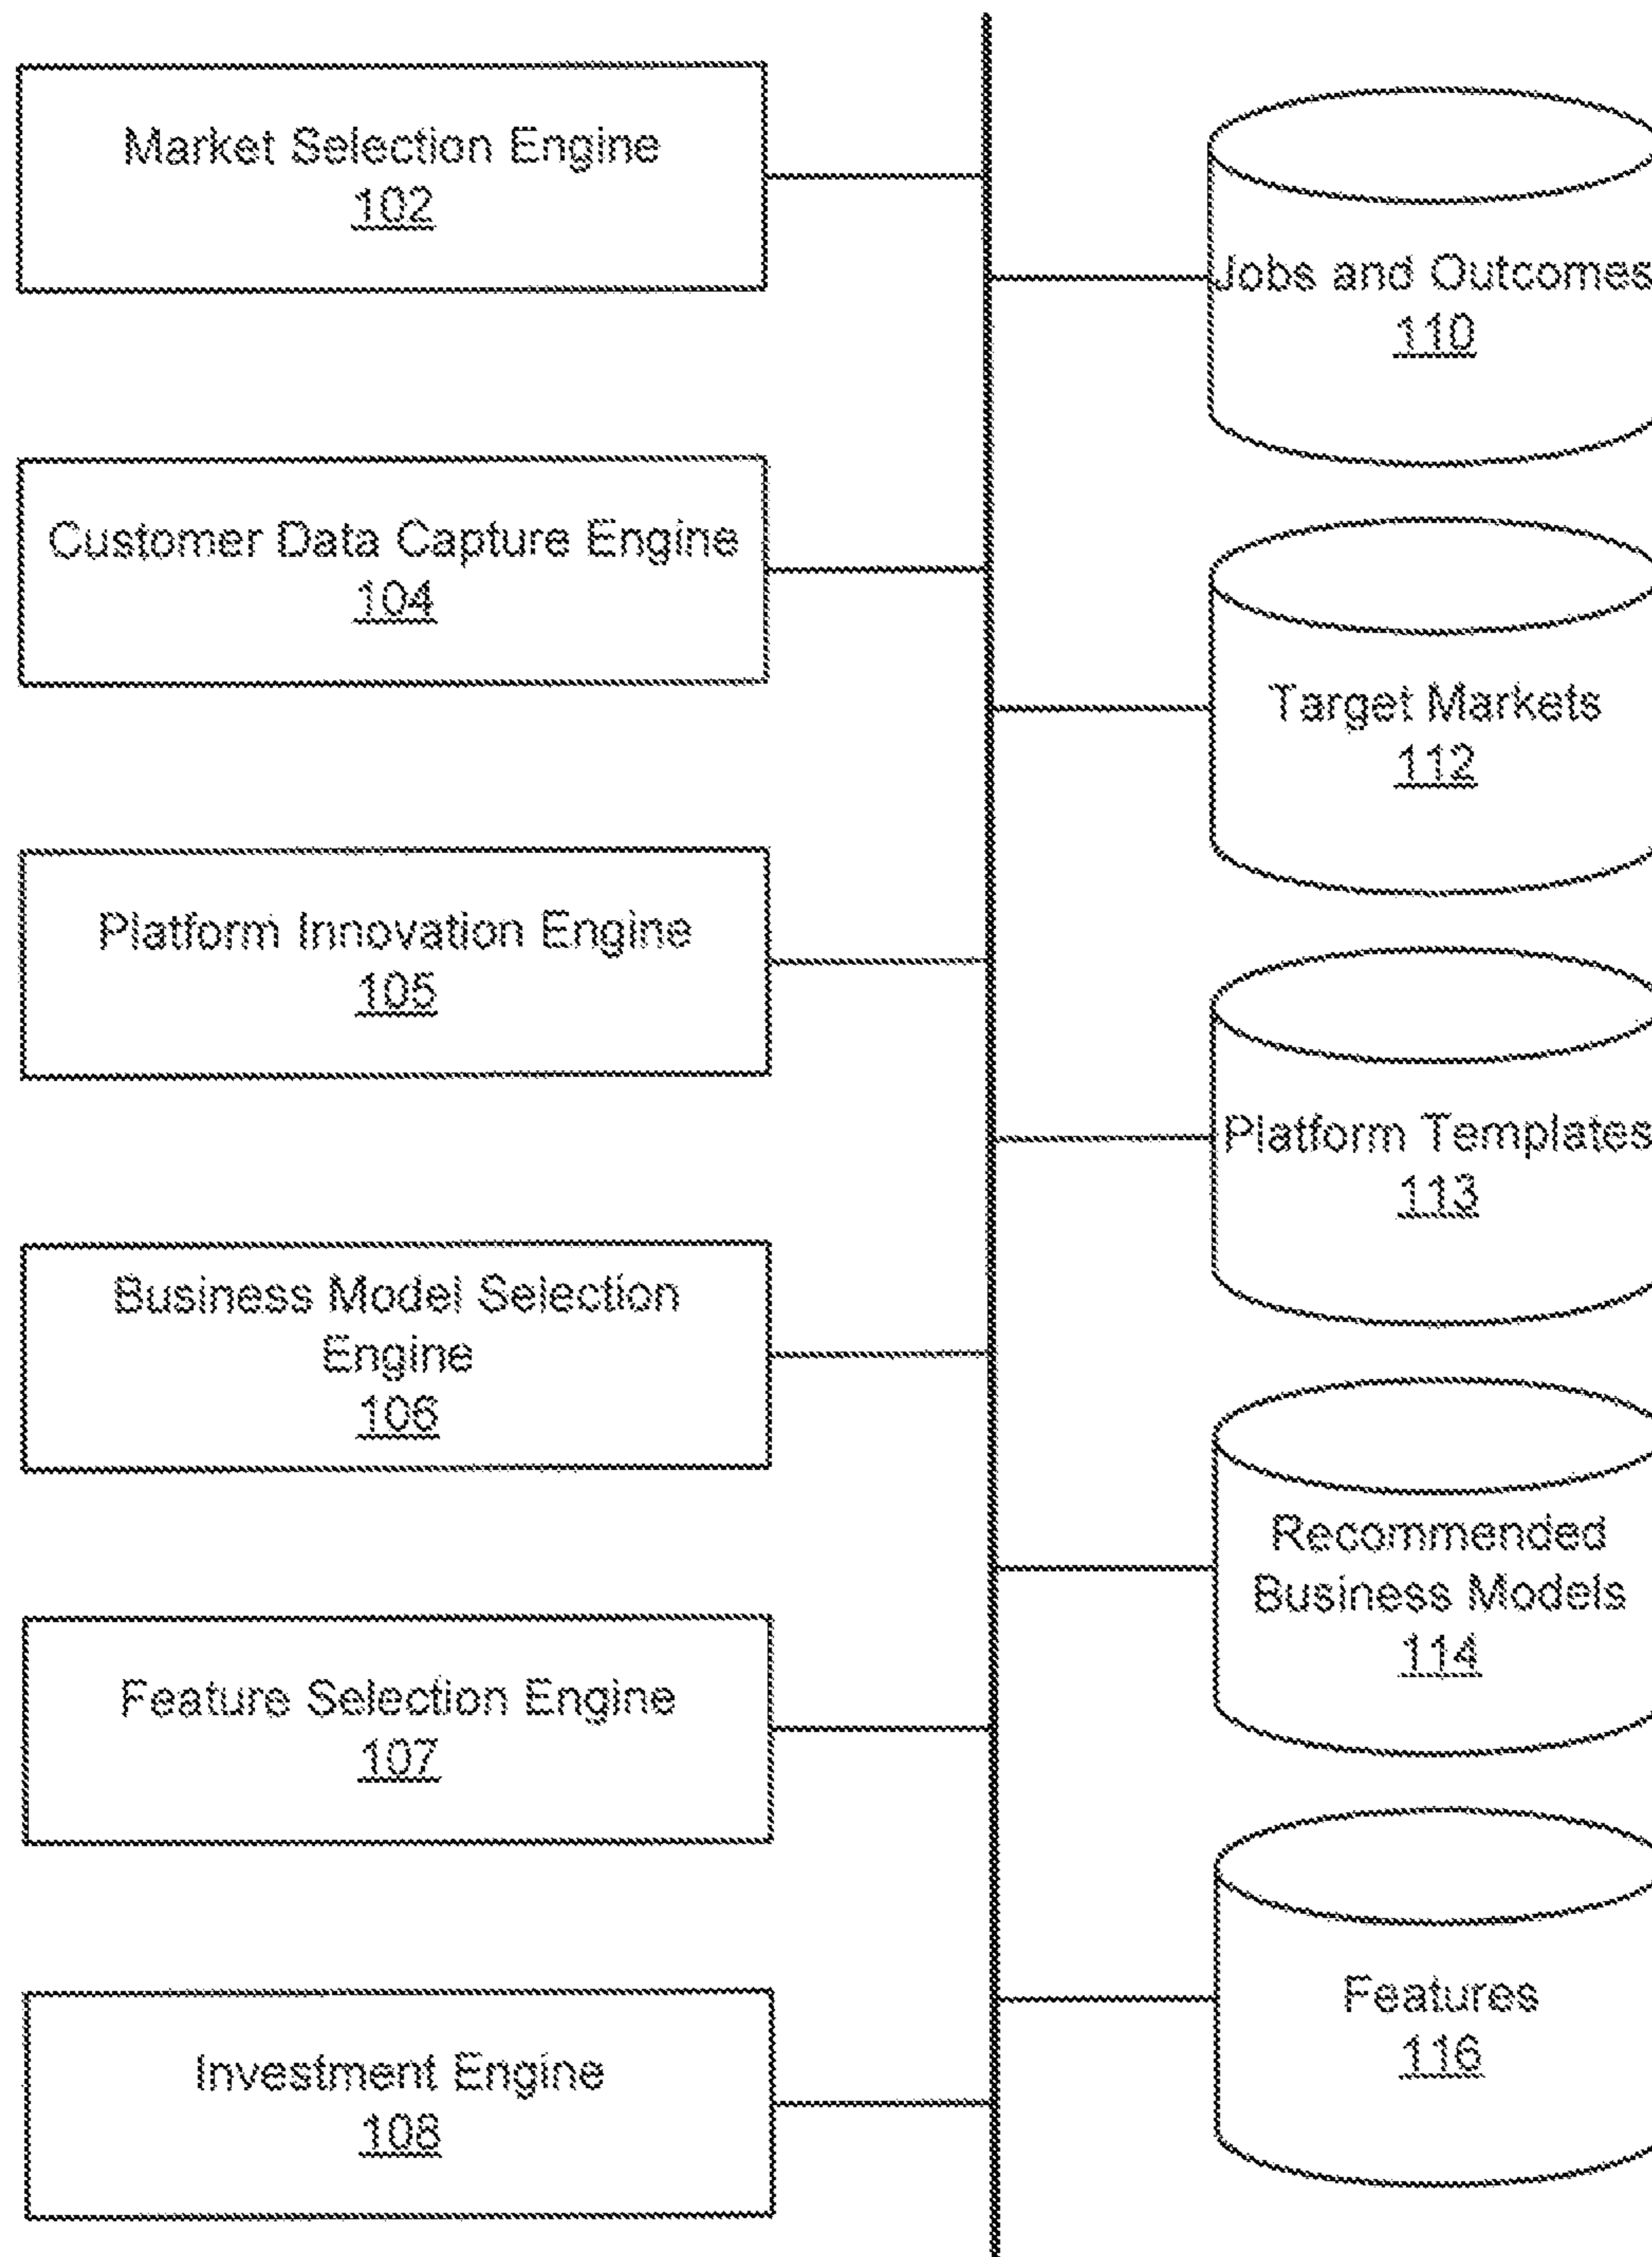 Market Selection Engine
102
Customer Data Capture Engine
104
Platform Innovation Engine
105
Business Model Selection
Engine
106
Feature Selection Engine
107
Investment Engine
108
Jobs and Outcomes
110
Target Markets
112
Platform Templates
113
Recommended
Business Models
114
Features
116